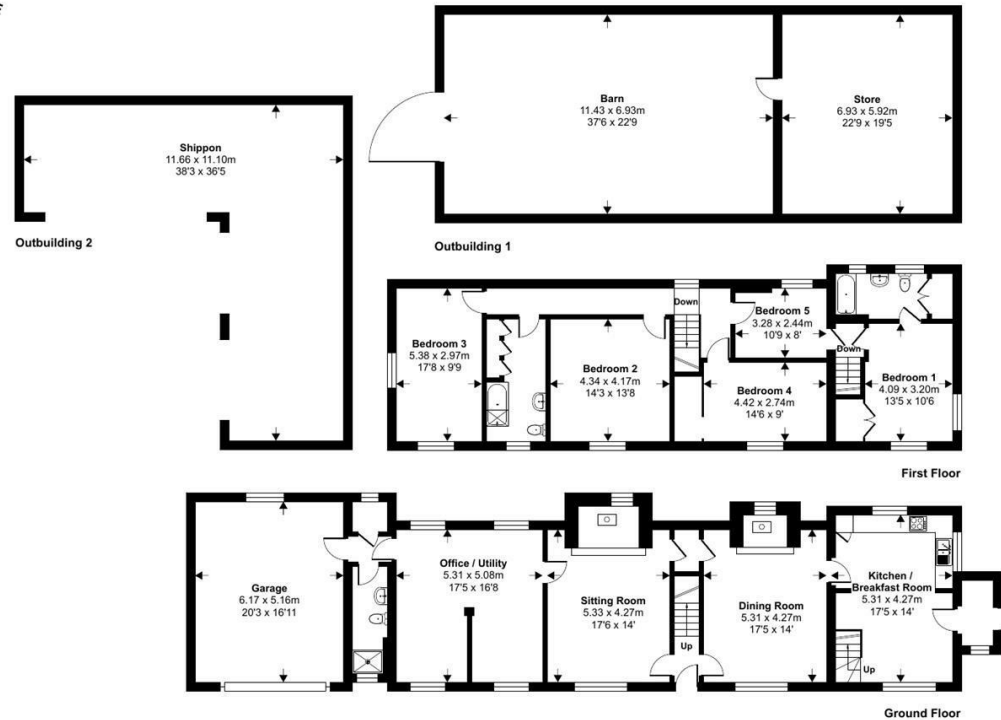 Barn
11.43 x 6.93m
37'6 x 22'9
Store
6.93 x 5.92m
22'9 x 19'5
Shippon
11.66 x 11.10m
38'3 x 36'5
Outbuilding 2
Outbuilding 1
Bedroom 3
5.38 x 2.97m
17'8 x 9'9
Bedroom 2
4.34 x 4.17m
14'3 x 13'8
Down
Bedroom 5
3.28 x 2.44m
10'9 x 8'
Bedroom 4
4.42 x 2.74m
14'6 x 9'
Down
Bedroom 1
4.09 x 3.20m
13'5 x 10'6
First Floor
Garage
6.17 x 5.16m
20'3 x 16'11
Office / Utility
5.31 x 5.08m
17'5 x 16'8
Sitting Room
5.33 x 4.27m
17'6 x 14'
Up
Dining Room
5.31 x 4.27m
17'5 x 14'
Kitchen /
Breakfast Room
5.31 x 4.27m
17'5 x 14'
Up
Ground Floor